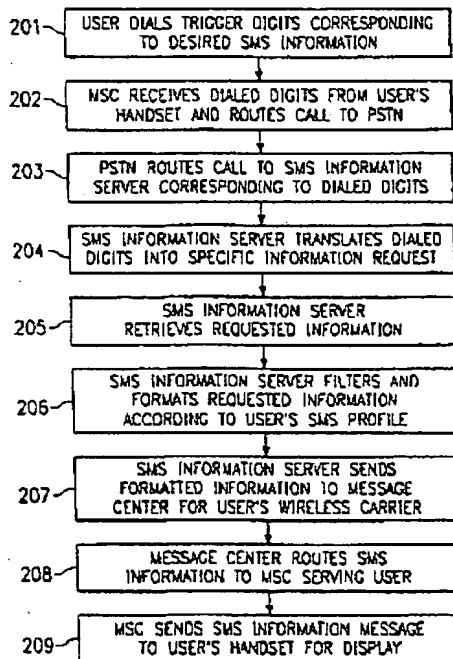 201
USER DIALS TRIGGER DIGITS CORRESPONDING
TO DESIRED SMS INFORMATION
202
MSC RECEIVES DIALED DIGITS FROM USER'S
HANDSET AND ROUTES CALL TO PSTN
203
PSTN ROUTES CALL TO SMS INFORMATION
SERVER CORRESPONDING TO DIALED DIGITS
204
SMS INFORMATION SERVER TRANSLATES DIALED
DIGITS INTO SPECIFIC INFORMATION REQUEST
205
SMS INFORMATION SERVER
RETRIEVES REQUESTED INFORMATION
206
SMS INFORMATION SERVER FILTERS AND
FORMATS REQUESTED INFORMATION
ACCORDING TO USER'S SMS PROFILE
207
SMS INFORMATION SERVER SENDS
FORMATTED INFORMATION TO MESSAGE
CENTER FOR USER'S WIRELESS CARRIER
208
MESSAGE CENTER ROUTES SMS
INFORMATION TO MSC SERVING USER
209
MSC SENDS SMS INFORMATION MESSAGE
TO USER'S HANDSET FOR DISPLAY